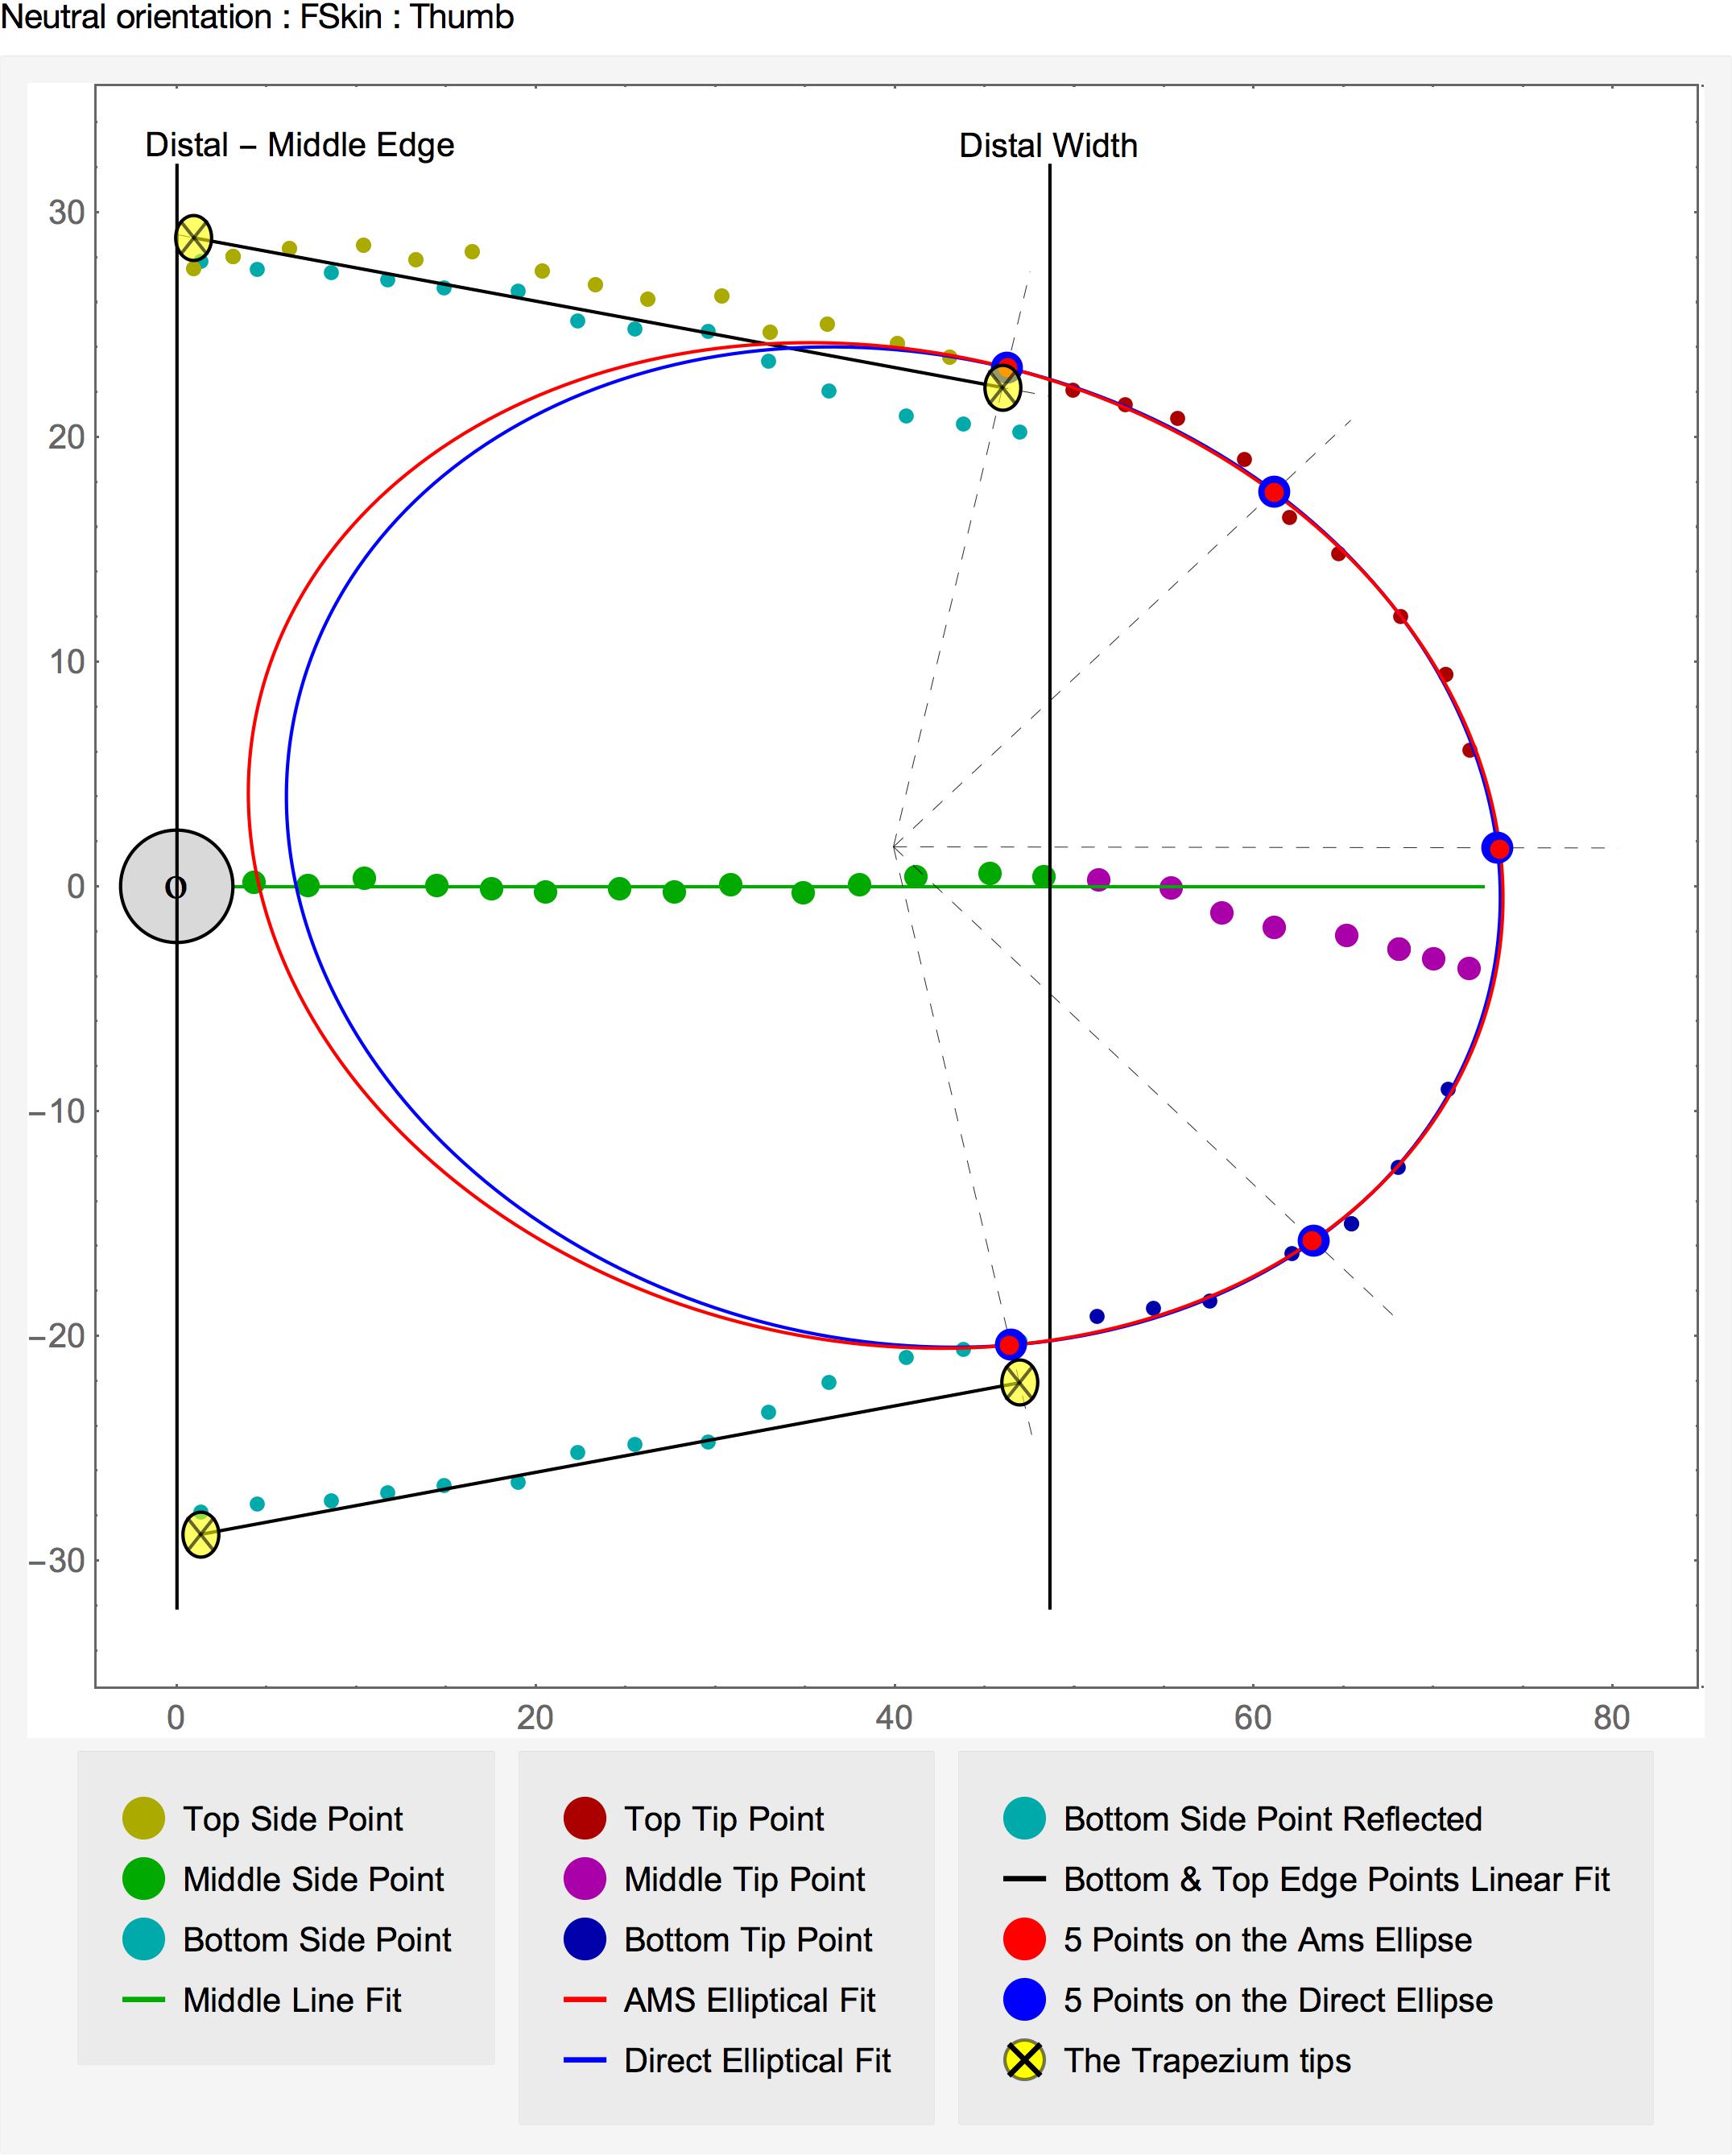 Neutral orientation : FSkin : Thumb
Distal – Middle Edge
Distal Width
30
20
10
0
−10
−20
−30
O
0
20
40
60
80
Top Side Point
Middle Side Point
Bottom Side Point
Middle Line Fit
Top Tip Point
Middle Tip Point
Bottom Tip Point
AMS Elliptical Fit
Direct Elliptical Fit
Bottom Side Point Reflected
Bottom & Top Edge Points Linear Fit
5 Points on the Ams Ellipse
5 Points on the Direct Ellipse
The Trapezium tips